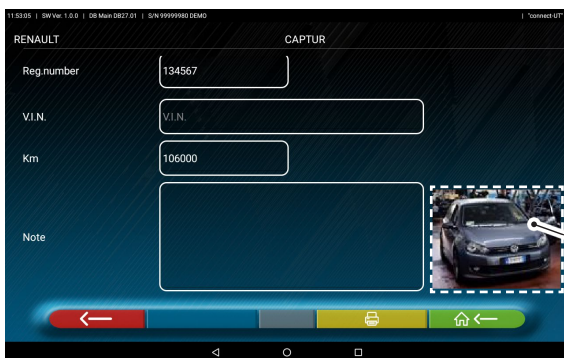 11:53:05 | SW Ver. 1.0.0 | DB Main DB27.01 | S/N 99999980 DEMO | "connect-UT"
RENAULT CAPTUR
Reg.number 134567
V.I.N. V.I.N.
Km 106000
Note